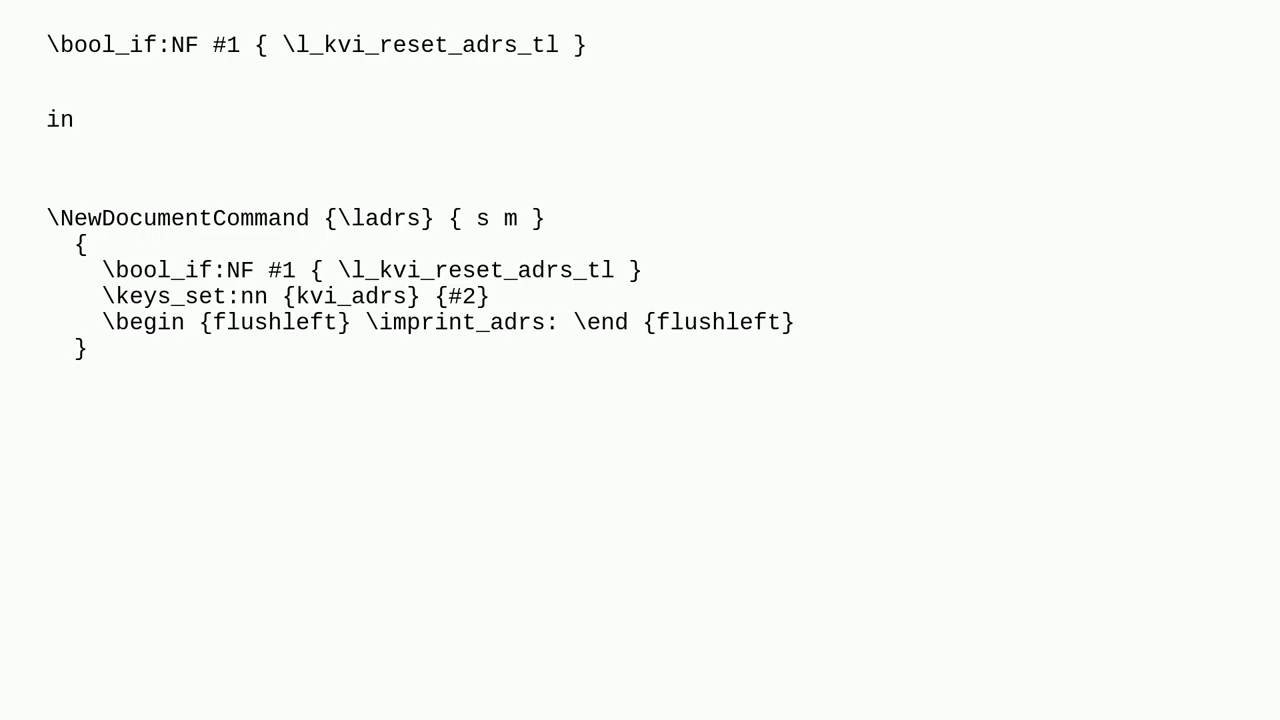 \bool_if:NF #1 { \l_kvi_reset_adrs_tl }
in
\NewDocumentCommand {\ladrs} { s m }
  {
    \bool_if:NF #1 { \l_kvi_reset_adrs_tl }
    \keys_set:nn {kvi_adrs} {#2}
    \begin {flushleft} \imprint_adrs: \end {flushleft}
  }